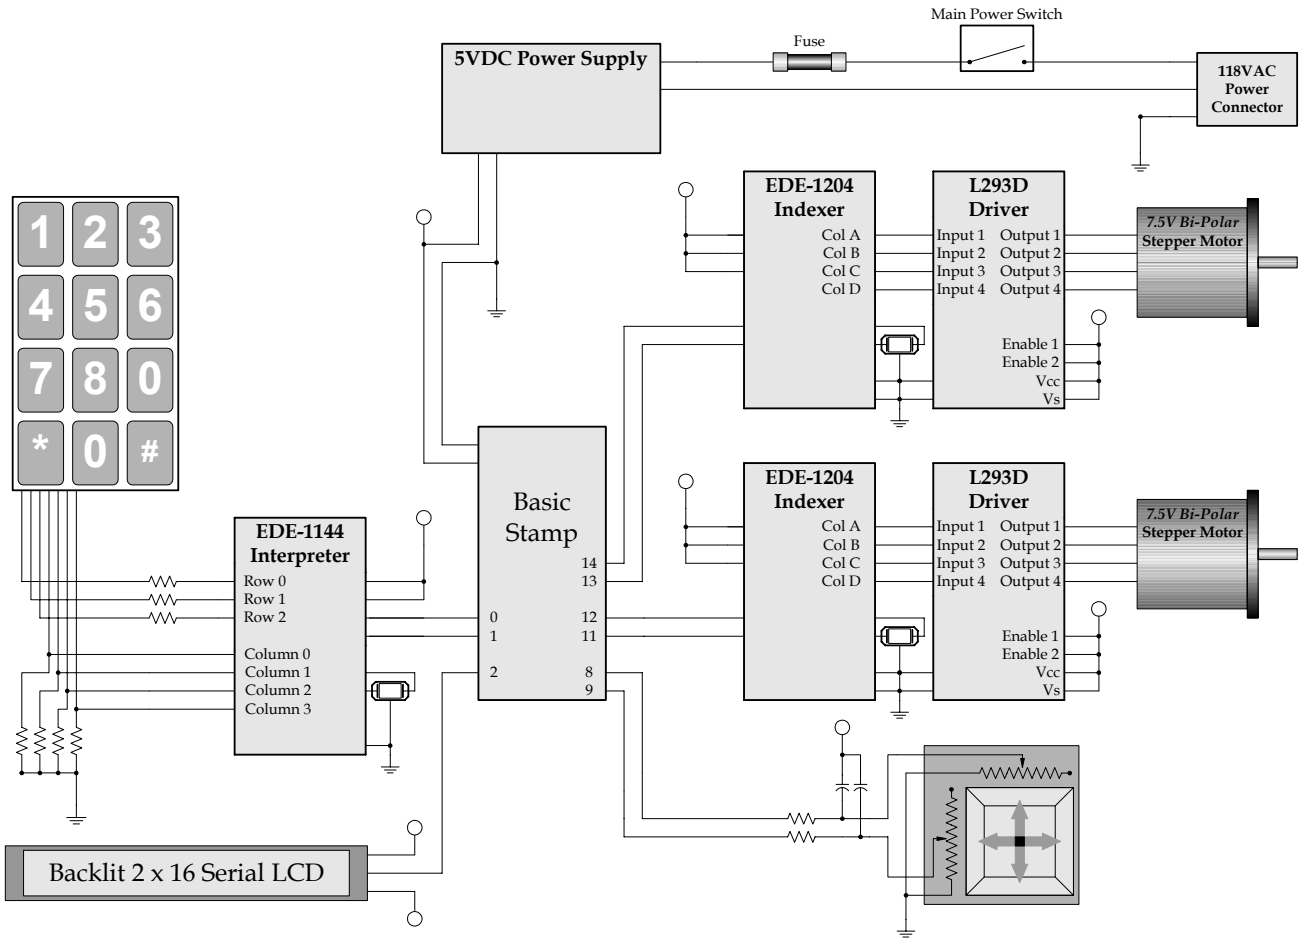 Main Power Switch
Fuse
5VDC Power Supply
118VAC
Power
Connector
EDE-1204
Indexer
Col A
Col B
Col C
Col D
L293D
Driver
Input 1 Output 1
Input 2 Output 2
Input 3 Output 3
Input 4 Output 4
Enable 1
Enable 2
Vcc
Vs
7.5V Bi-Polar
Stepper Motor
1 2 3
4 5 6
7 8 0
* 0 #
EDE-1144
Interpreter
Row 0
Row 1
Row 2
Column 0
Column 1
Column 2
Column 3
Basic
Stamp
14
13
0 12
1 11
2 8
9
EDE-1204
Indexer
Col A
Col B
Col C
Col D
L293D
Driver
Input 1 Output 1
Input 2 Output 2
Input 3 Output 3
Input 4 Output 4
Enable 1
Enable 2
Vcc
Vs
7.5V Bi-Polar
Stepper Motor
Backlit 2 x 16 Serial LCD